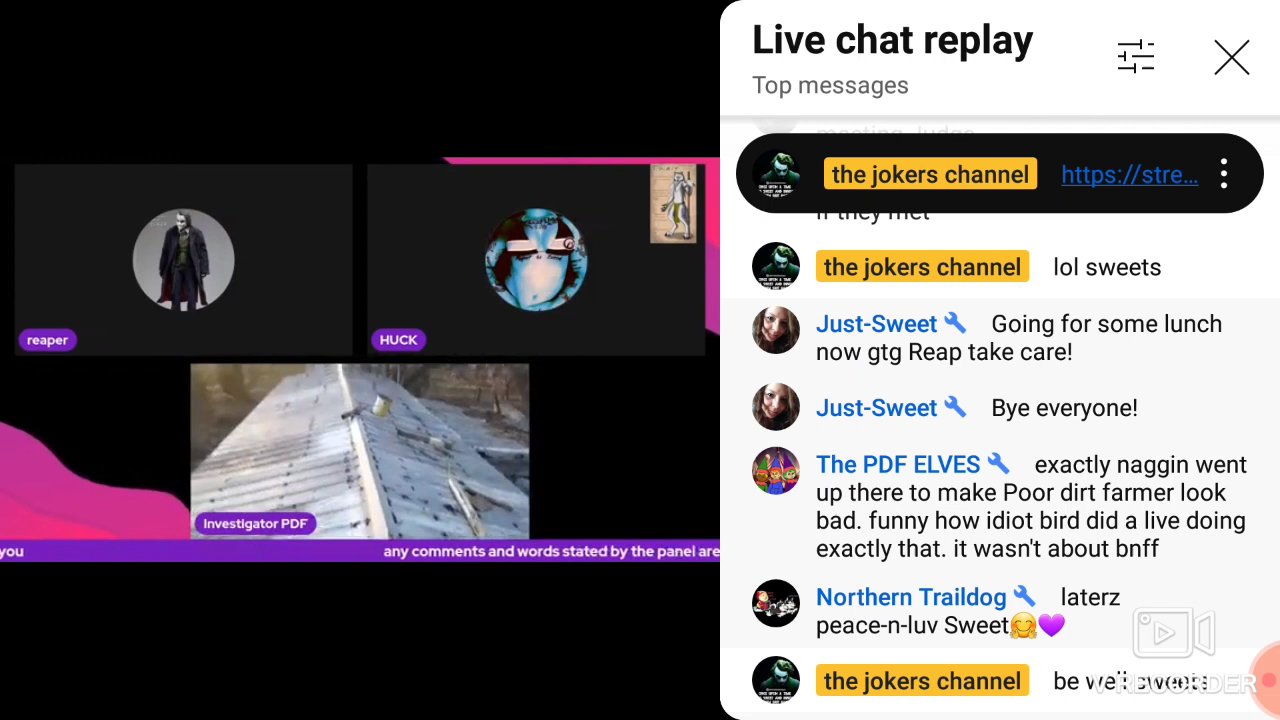 Live chat replay
Top messages
the jokers channel https://stre...
if they met
the jokers channel lol sweets
Just-Sweet Going for some lunch
now gtg Reap take care!
Just-Sweet Bye everyone!
The PDF ELVES exactly naggin went
up there to make Poor dirt farmer look
bad. funny how idiot bird did a live doing
exactly that. it wasn't about bnff
Northern Traildog laterz
peace-n-luv Sweet🤗💜
the jokers channel be well sweets
V RECORDER
reaper
HUCK
Investigator PDF
you any comments and words stated by the panel are